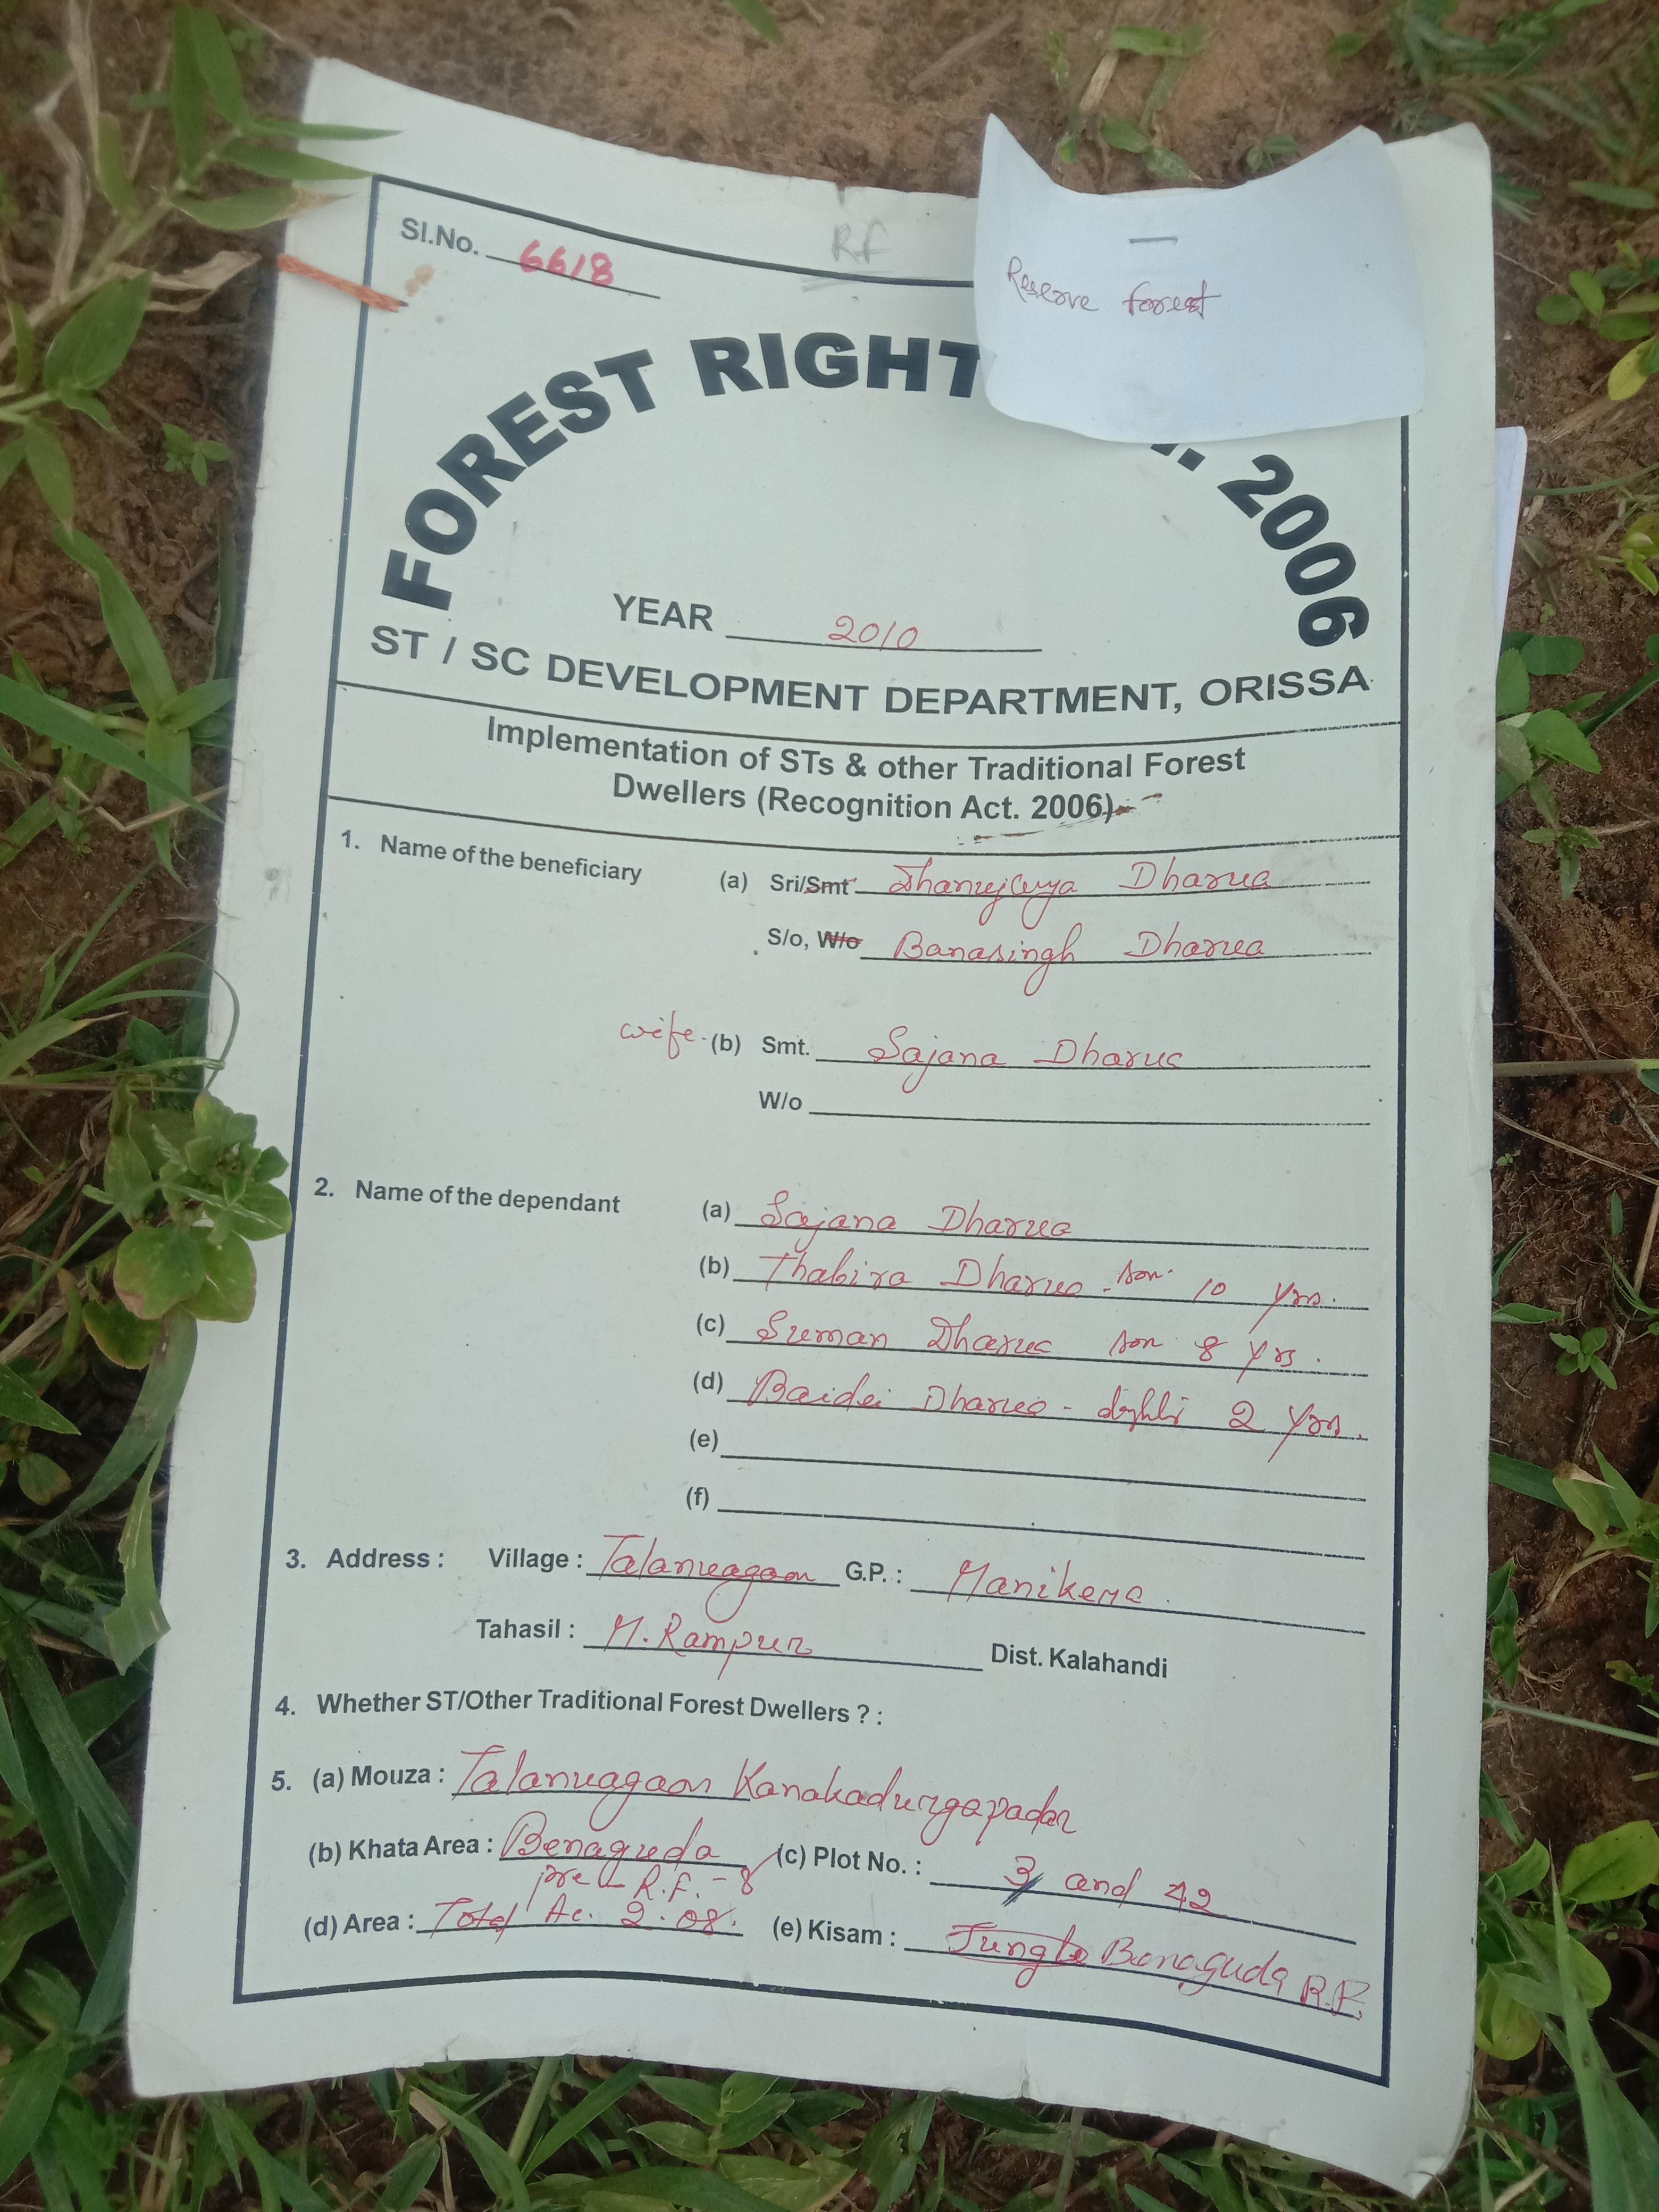 Sl.No. 6618
RF
Reserve forest
FOREST RIGHT . 2006
YEAR 2010
ST / SC DEVELOPMENT DEPARTMENT, ORISSA
Implementation of STs & other Traditional Forest
Dwellers (Recognition Act. 2006)
1. Name of the beneficiary (a) Sri/Smt Dhanujaya Dharua
S/o, W/o Banasingh Dharua
wife (b) Smt. Sajana Dharua
W/o
2. Name of the dependant (a) Sajana Dharua
(b) Thabira Dharua - son 10 yrs.
(c) Suman Dharua son 8 yrs.
(d) Baidei Dharua - 2 yrs.
(e)
(f)
3. Address : Village : Talanuagaon G.P. : Manikera
Tahasil : M. Rampur Dist. Kalahandi
4. Whether ST/Other Traditional Forest Dwellers ? :
5. (a) Mouza : Talanuagaon Kanakadurgapadar
(b) Khata Area : Benaguda (c) Plot No. : 3 and 42
R.F. - 8
(d) Area : Total Ac. 2.08. (e) Kisam : Jungle Bonaguda R.F.